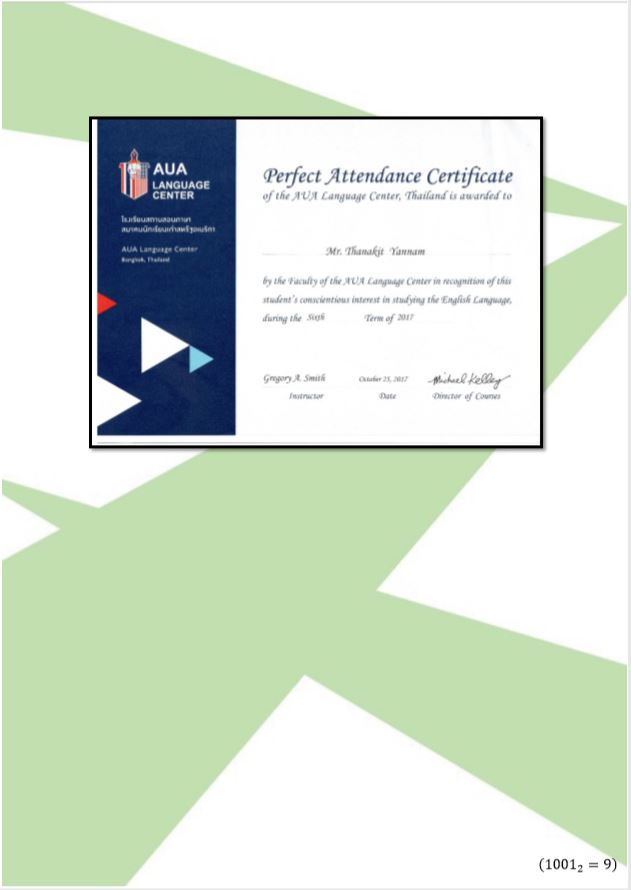 AUA
LANGUAGE
CENTER
โรงเรียนสถานสอนภาษา
สมาคมนักเรียนเก่าสหรัฐอเมริกา
AUA Language Center
Bangkok, Thailand
Perfect Attendance Certificate
of the AUA Language Center, Thailand is awarded to
Mr. Thanakit Yannam
by the Faculty of the AUA Language Center in recognition of this
student's conscientious interest in studying the English Language,
during the Sixth Term of 2017
Gregory A. Smith October 25, 2017 Michael Kelley
Instructor Date Director of Courses
(1001₂ = 9)